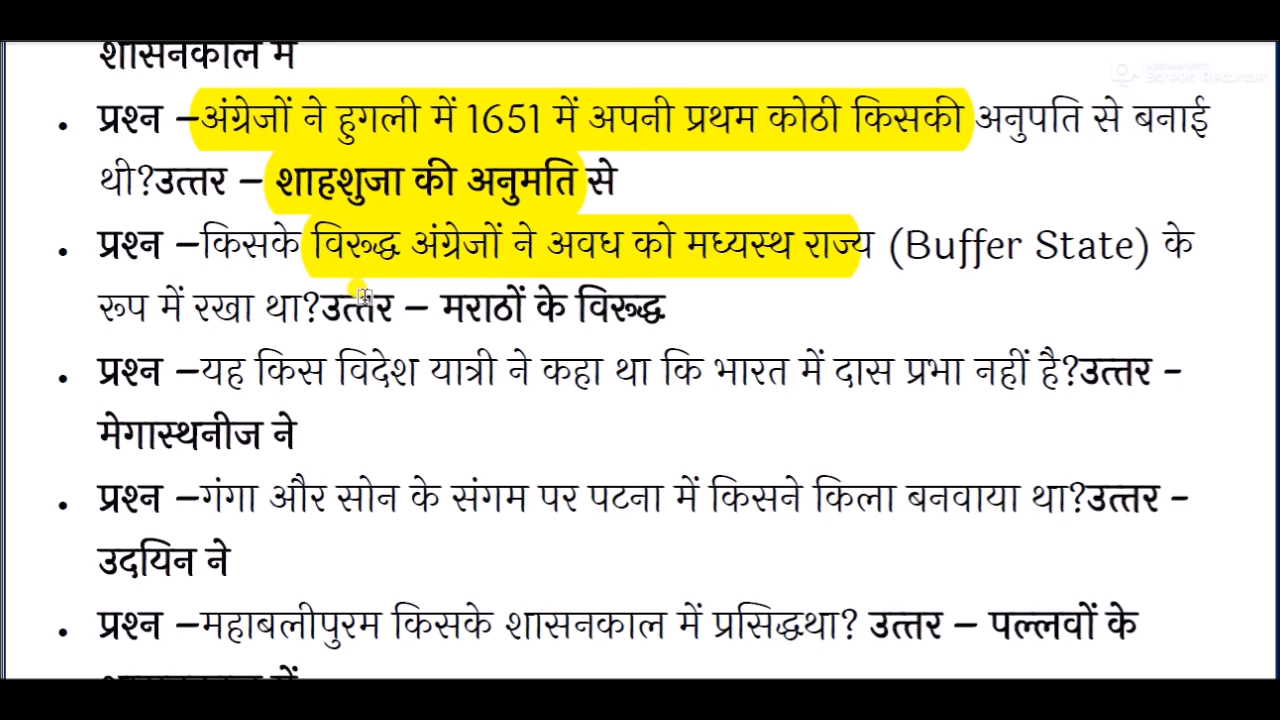 शासनकाल में
• प्रश्न –अंग्रेजों ने हुगली में 1651 में अपनी प्रथम कोठी किसकी अनुपति से बनाई
थी?उत्तर – शाहशुजा की अनुमति से
• प्रश्न –किसके विरूद्ध अंग्रेजों ने अवध को मध्यस्थ राज्य (Buffer State) के
रूप में रखा था?उत्तर – मराठों के विरूद्ध
• प्रश्न –यह किस विदेश यात्री ने कहा था कि भारत में दास प्रभा नहीं है?उत्तर –
मेगास्थनीज ने
• प्रश्न –गंगा और सोन के संगम पर पटना में किसने किला बनवाया था?उत्तर –
उदयिन ने
• प्रश्न –महाबलीपुरम किसके शासनकाल में प्रसिद्धथा? उत्तर – पल्लवों के
Screen Recorder